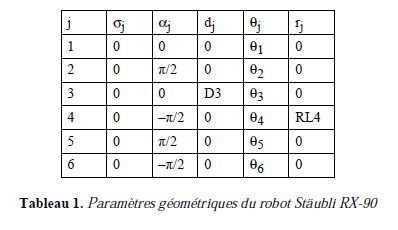 j σj αj dj θj rj
1 0 0 0 θ1 0
2 0 π/2 0 θ2 0
3 0 0 D3 θ3 0
4 0 –π/2 0 θ4 RL4
5 0 π/2 0 θ5 0
6 0 –π/2 0 θ6 0
Tableau 1. Paramètres géométriques du robot Stäubli RX-90